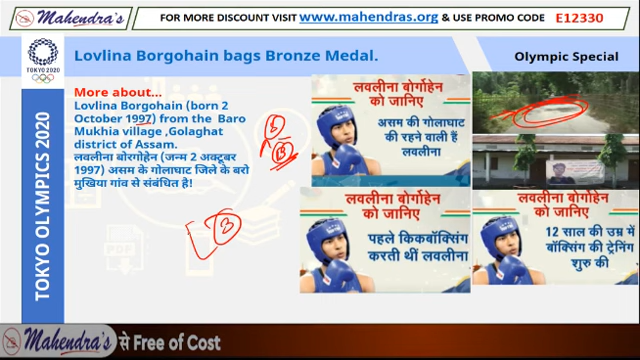 Mahendra's
FOR MORE DISCOUNT VISIT www.mahendras.org & USE PROMO CODE E12330
TOKYO 2020
Lovlina Borgohain bags Bronze Medal.
Olympic Special
TOKYO OLYMPICS 2020
More about...
Lovlina Borgohain (born 2
October 1997) from the Baro
Mukhia village ,Golaghat
district of Assam.
लवलीना बोरगोहेन (जन्म 2 अक्टूबर
1997) असम के गोलाघाट जिले के बरो
मुखिया गांव से संबंधित है!
3
B
3
PDF
लवलीना बोर्गोहेन
को जानिए
असम की गोलाघाट
की रहने वाली हैं
लवलीना
लवलीना बोर्गोहेन
को जानिए
पहले किकबॉक्सिंग
करती थीं लवलीना
लवलीना बोर्गोहेन
को जानिए
12 साल की उम्र में
बॉक्सिंग की ट्रेनिंग
शुरु की
Mahendra's से Free of Cost